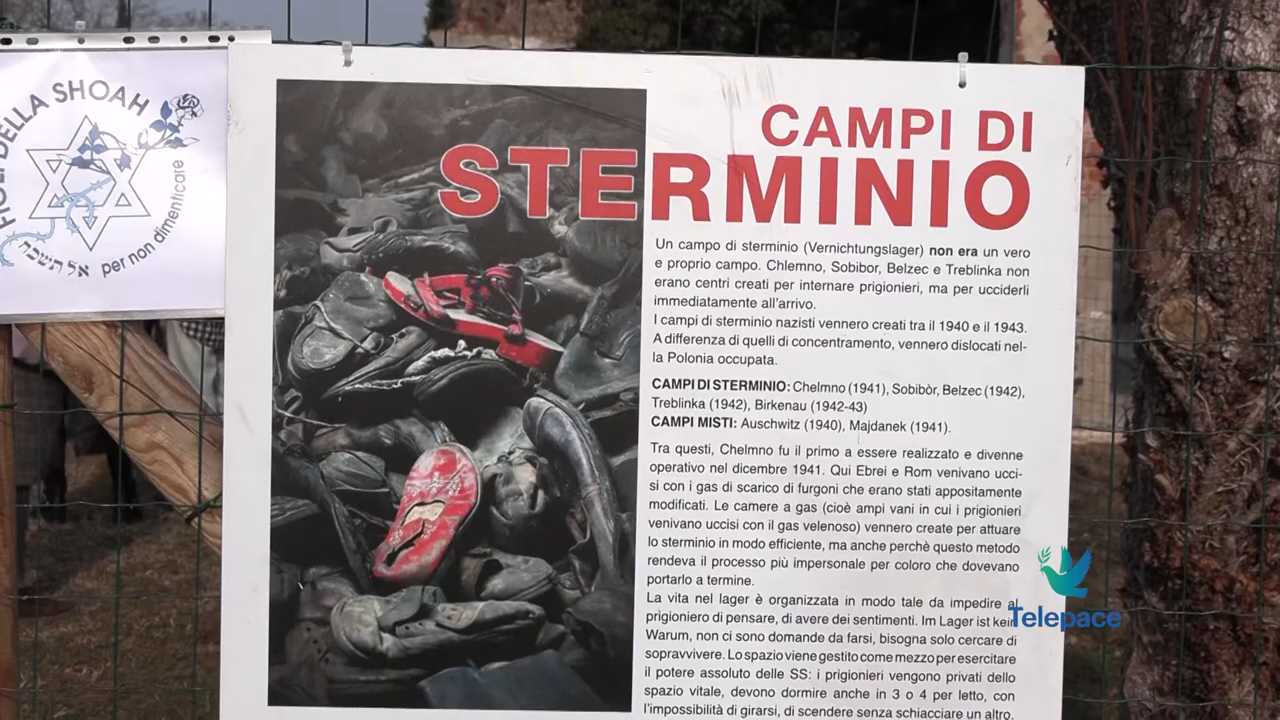 DELLA SHOAH
אל תשכח
per non dimenticare
CAMPI DI
STERMINIO
Un campo di sterminio (Vernichtungslager) non era un vero
e proprio campo. Chlemno, Sobibor, Belzec e Treblinka non
erano centri creati per internare prigionieri, ma per ucciderli
immediatamente all'arrivo.
I campi di sterminio nazisti vennero creati tra il 1940 e il 1943.
A differenza di quelli di concentramento, vennero dislocati nel-
la Polonia occupata.
CAMPI DI STERMINIO: Chelmno (1941), Sobibòr, Belzec (1942),
Treblinka (1942), Birkenau (1942-43)
CAMPI MISTI: Auschwitz (1940), Majdanek (1941).
Tra questi, Chelmno fu il primo a essere realizzato e divenne
operativo nel dicembre 1941. Qui Ebrei e Rom venivano ucci-
si con i gas di scarico di furgoni che erano stati appositamente
modificati. Le camere a gas (cioè ampi vani in cui i prigionieri
venivano uccisi con il gas velenoso) vennero create per attuare
lo sterminio in modo efficiente, ma anche perchè questo metodo
rendeva il processo più impersonale per coloro che dovevano
portarlo a termine.
La vita nel lager è organizzata in modo tale da impedire al
prigioniero di pensare, di avere dei sentimenti. Im Lager ist kein
Warum, non ci sono domande da farsi, bisogna solo cercare di
sopravvivere. Lo spazio viene gestito come mezzo per esercitare
il potere assoluto delle SS: i prigionieri vengono privati dello
spazio vitale, devono dormire anche in 3 o 4 per letto, con
l'impossibilità di girarsi, di scendere senza schiacciare un altro.
Telepace